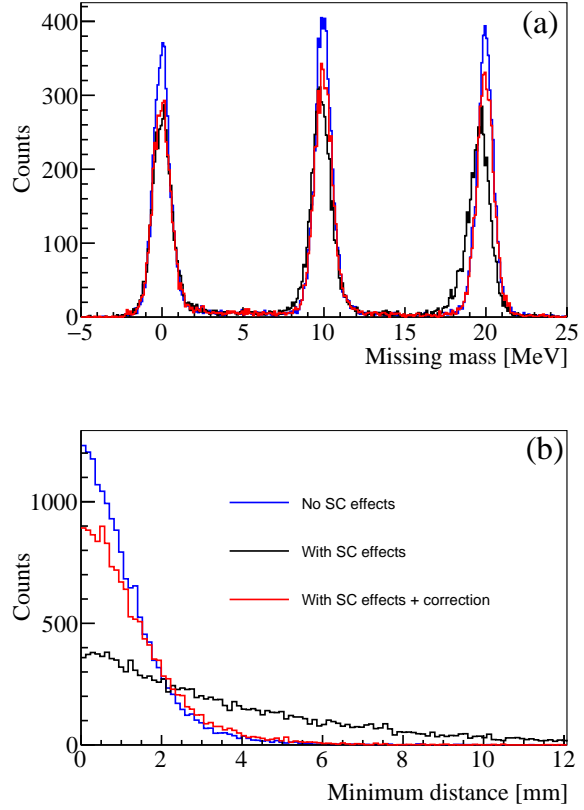 (a)
400
300
200
100
0
Counts
−5 0 5 10 15 20 25
Missing mass [MeV]
(b)
1000
500
0
Counts
No SC effects
With SC effects
With SC effects + correction
0 2 4 6 8 10 12
Minimum distance [mm]